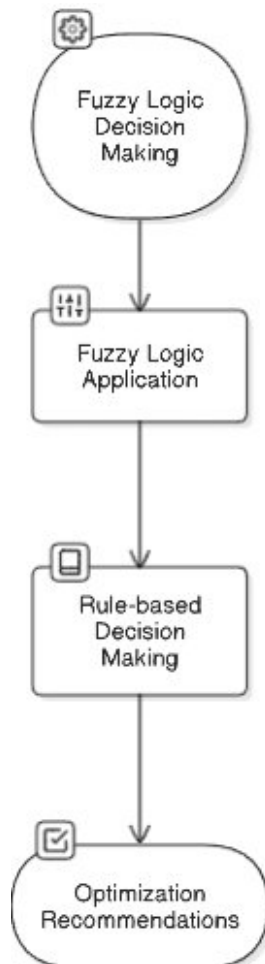 Fuzzy Logic
Decision
Making
Fuzzy Logic
Application
Rule-based
Decision
Making
Optimization
Recommendations